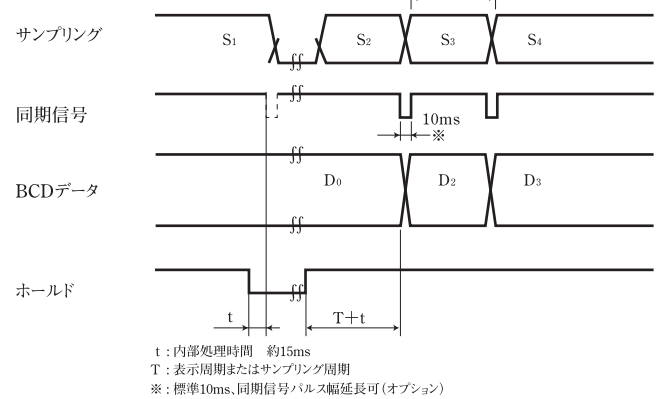 サンプリング S1 S2 S3 S4
同期信号
10ms
※
BCDデータ D0 D2 D3
ホールド
t T+t
t：内部処理時間　約15ms
T：表示周期またはサンプリング周期
※：標準10ms、同期信号パルス幅延長可（オプション）